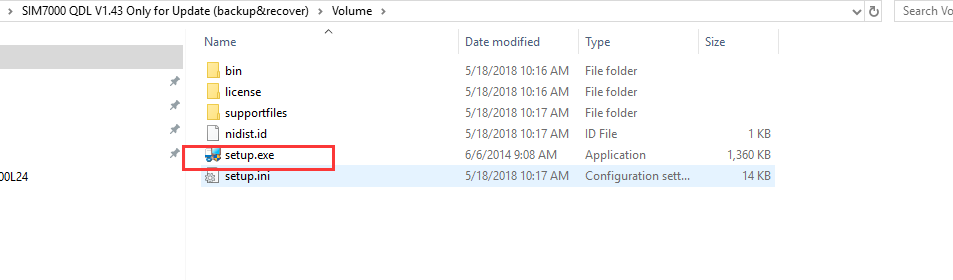 SIM7000 QDL V1.43 Only for Update (backup&recover) > Volume > Search Vo
Name Date modified Type Size
bin 5/18/2018 10:16 AM File folder
license 5/18/2018 10:16 AM File folder
supportfiles 5/18/2018 10:17 AM File folder
nidist.id 5/18/2018 10:17 AM ID File 1 KB
setup.exe 6/6/2014 9:08 AM Application 1,360 KB
00L24 setup.ini 5/18/2018 10:17 AM Configuration sett... 14 KB